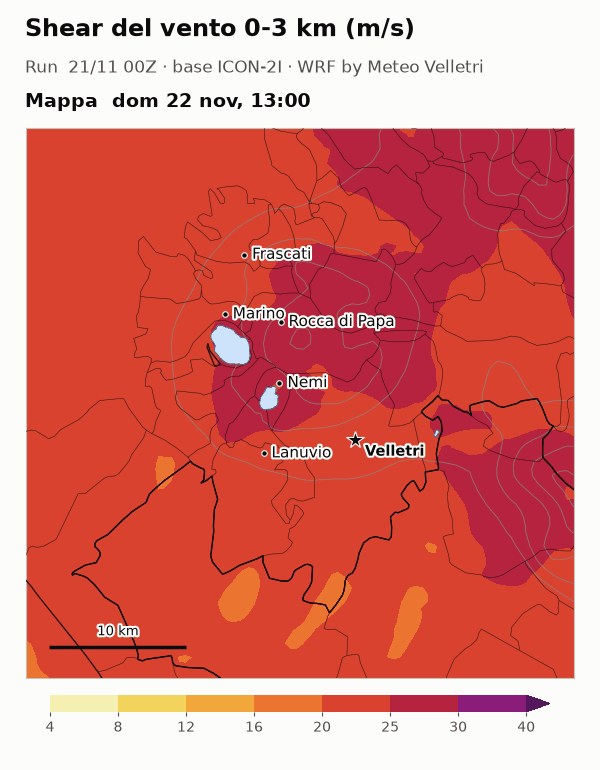 Shear del vento 0-3 km (m/s)
Run  21/11 00Z · base ICON-2I · WRF by Meteo Velletri
Mappa  dom 22 nov, 13:00
Frascati
Marino
Rocca di Papa
Nemi
Velletri
Lanuvio
10 km
4 8 12 16 20 25 30 40